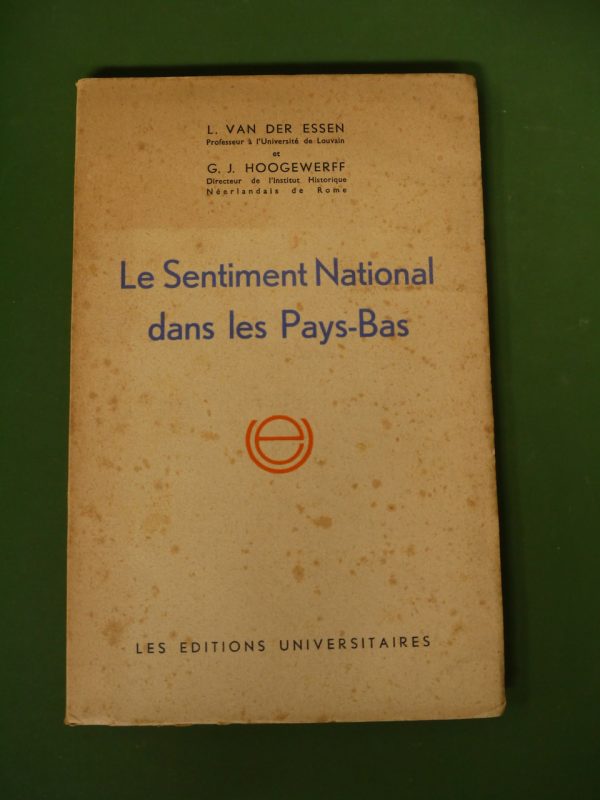 L. VAN DER ESSEN
Professeur à l'Université de Louvain
et
G. J. HOOGEWERFF
Directeur de l'Institut Historique
Néerlandais de Rome
Le Sentiment National
dans les Pays-Bas
eu
LES EDITIONS UNIVERSITAIRES